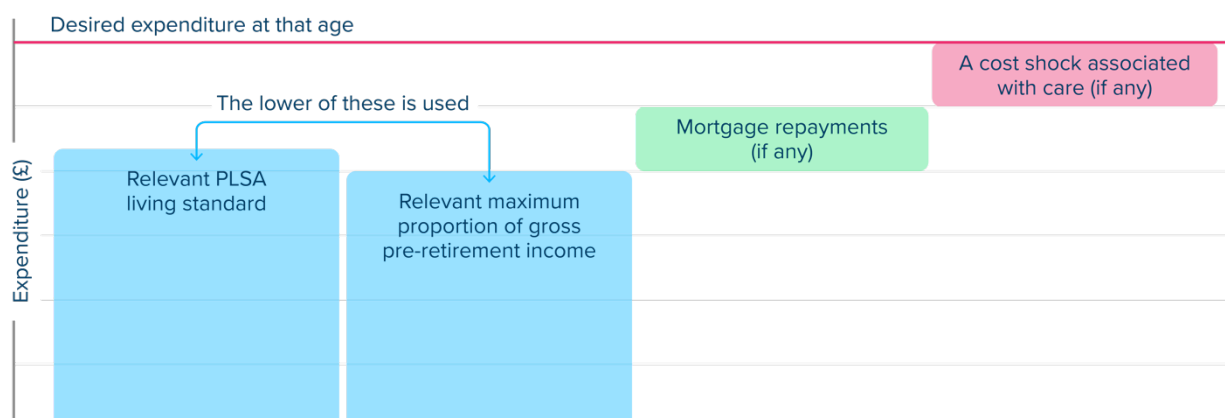 Desired expenditure at that age
A cost shock associated
with care (if any)
The lower of these is used
Mortgage repayments
(if any)
Relevant PLSA
living standard
Relevant maximum
proportion of gross
pre-retirement income
Expenditure (£)